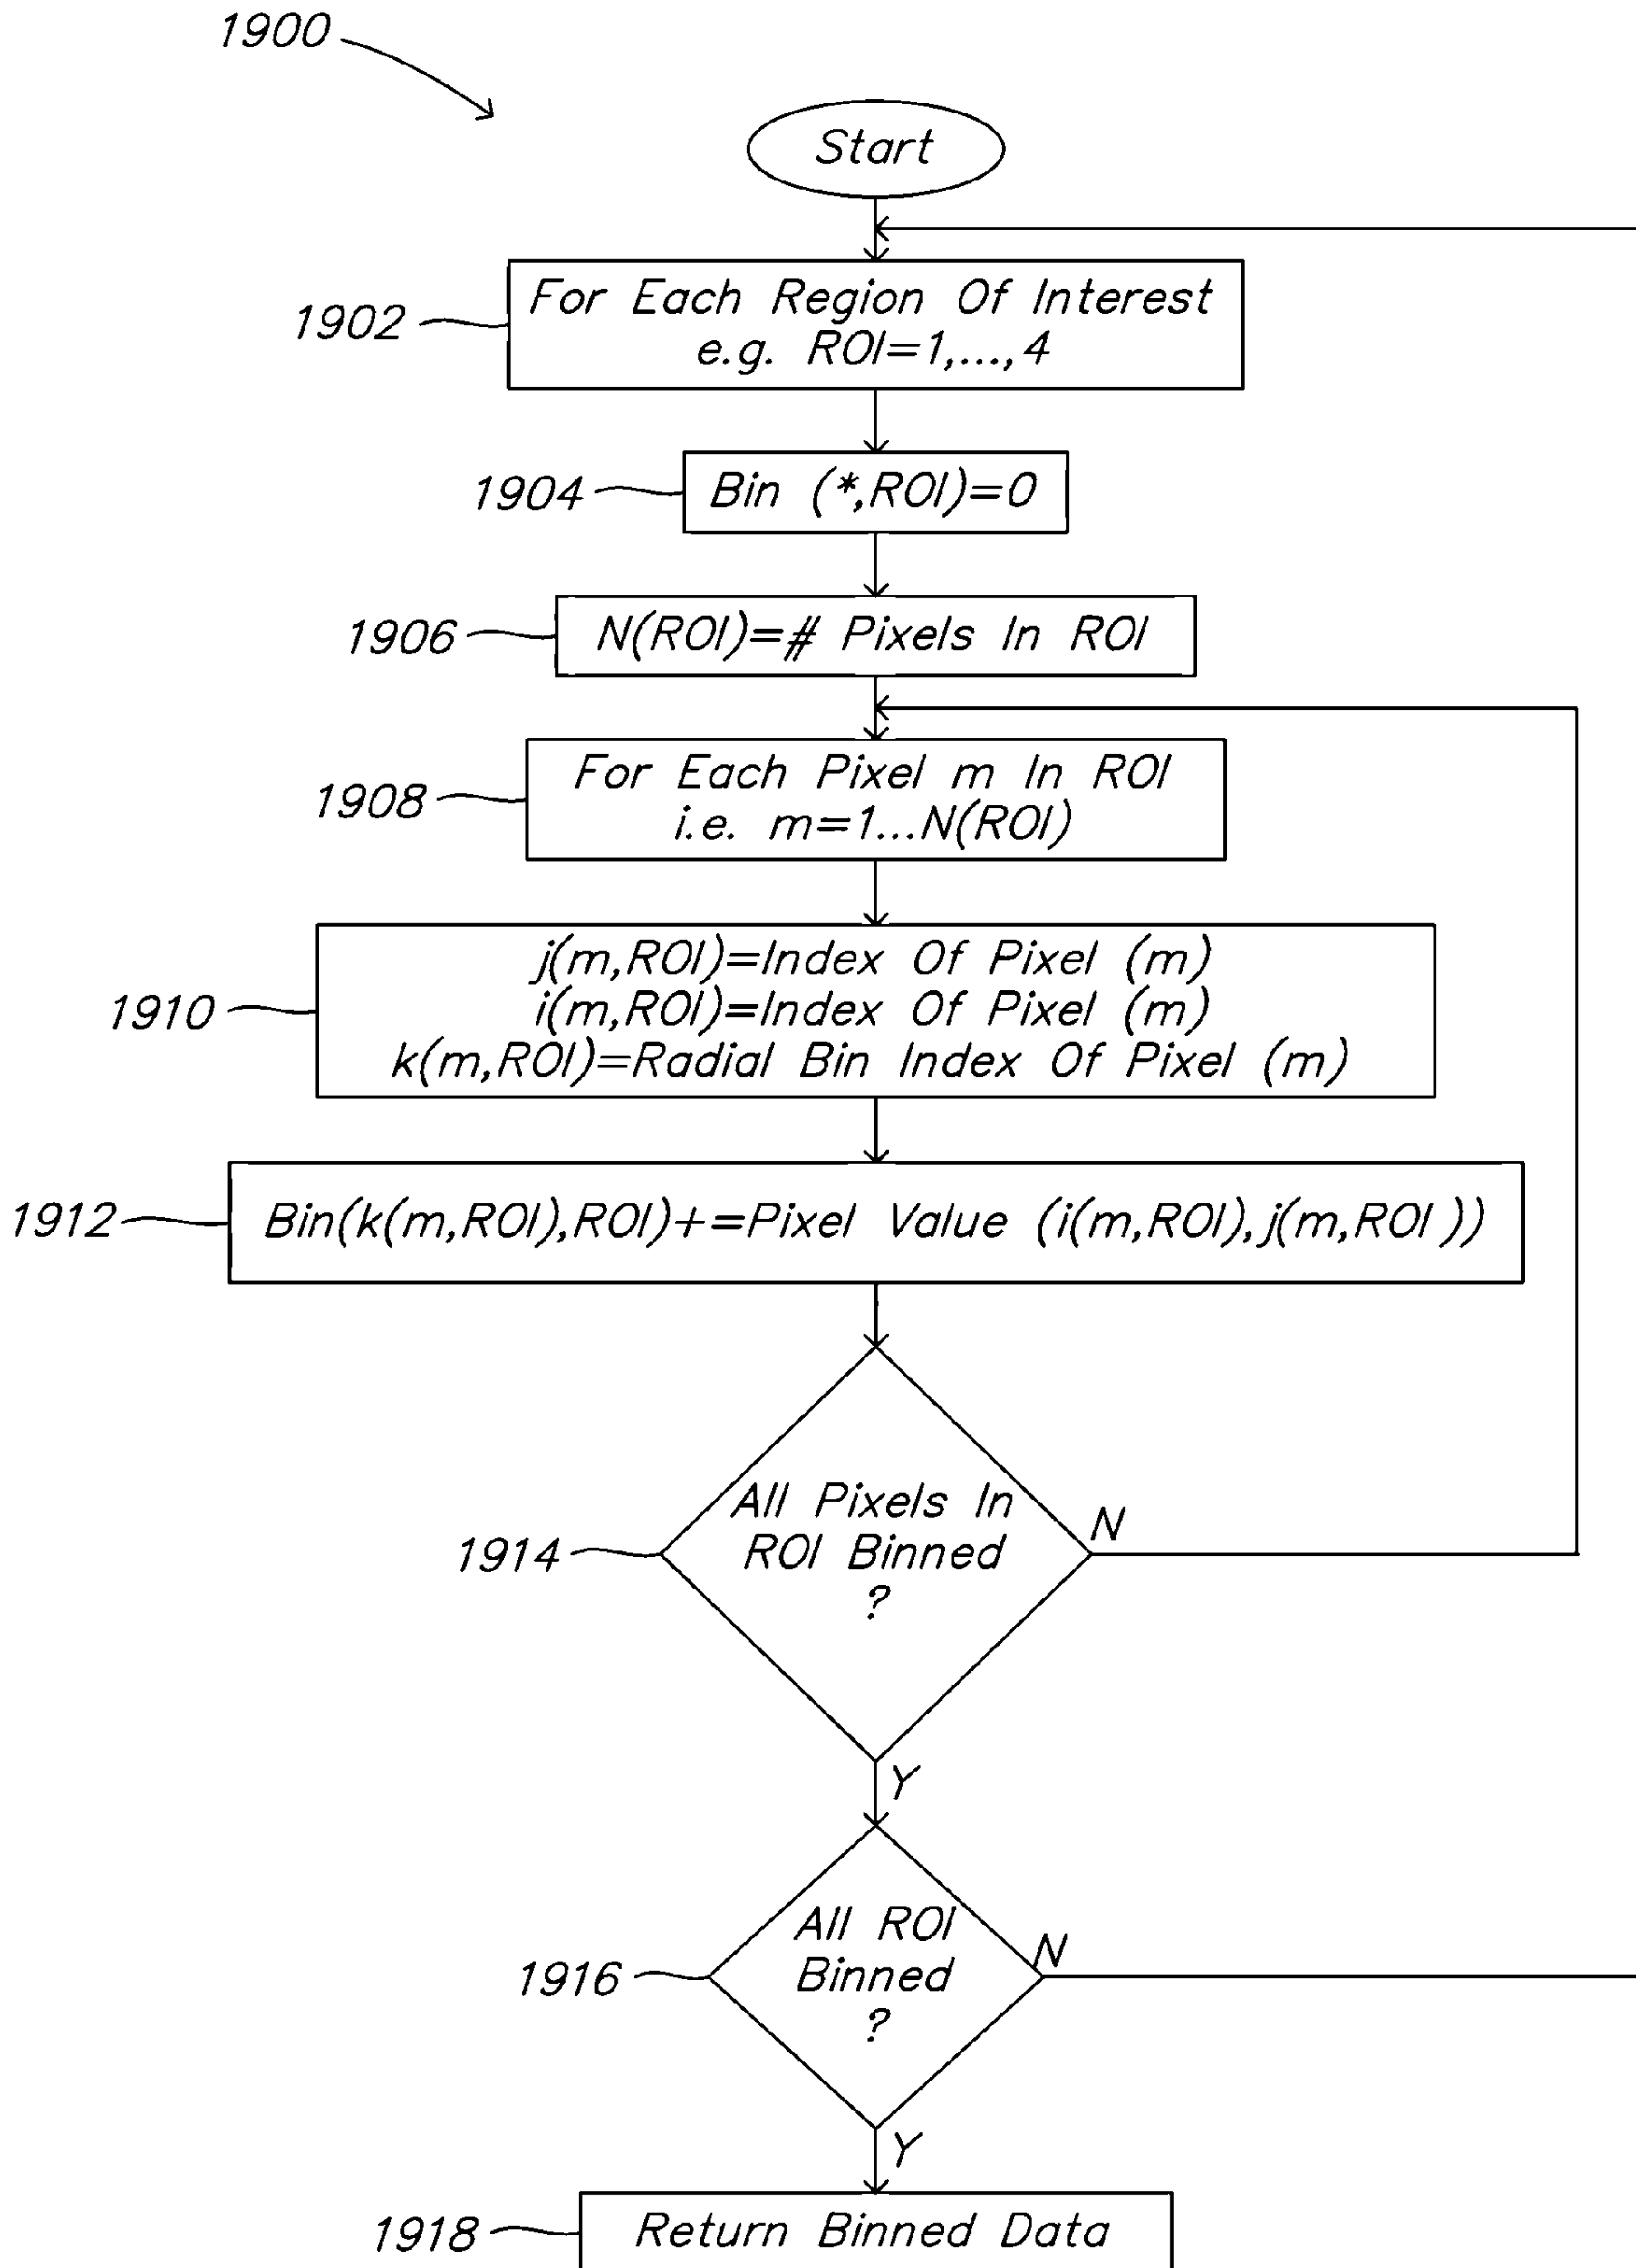 1900
Start
1902
For Each Region Of Interest
e.g. ROI=1,...,4
1904
Bin (*,ROI)=0
1906
N(ROI)=# Pixels In ROI
1908
For Each Pixel m In ROI
i.e. m=1...N(ROI)
1910
j(m,ROI)=Index Of Pixel (m)
i(m,ROI)=Index Of Pixel (m)
k(m,ROI)=Radial Bin Index Of Pixel (m)
1912
Bin(k(m,ROI),ROI)+=Pixel Value (i(m,ROI),j(m,ROI))
1914
All Pixels In
ROI Binned
?
N
Y
1916
All ROI
Binned
?
N
Y
1918
Return Binned Data